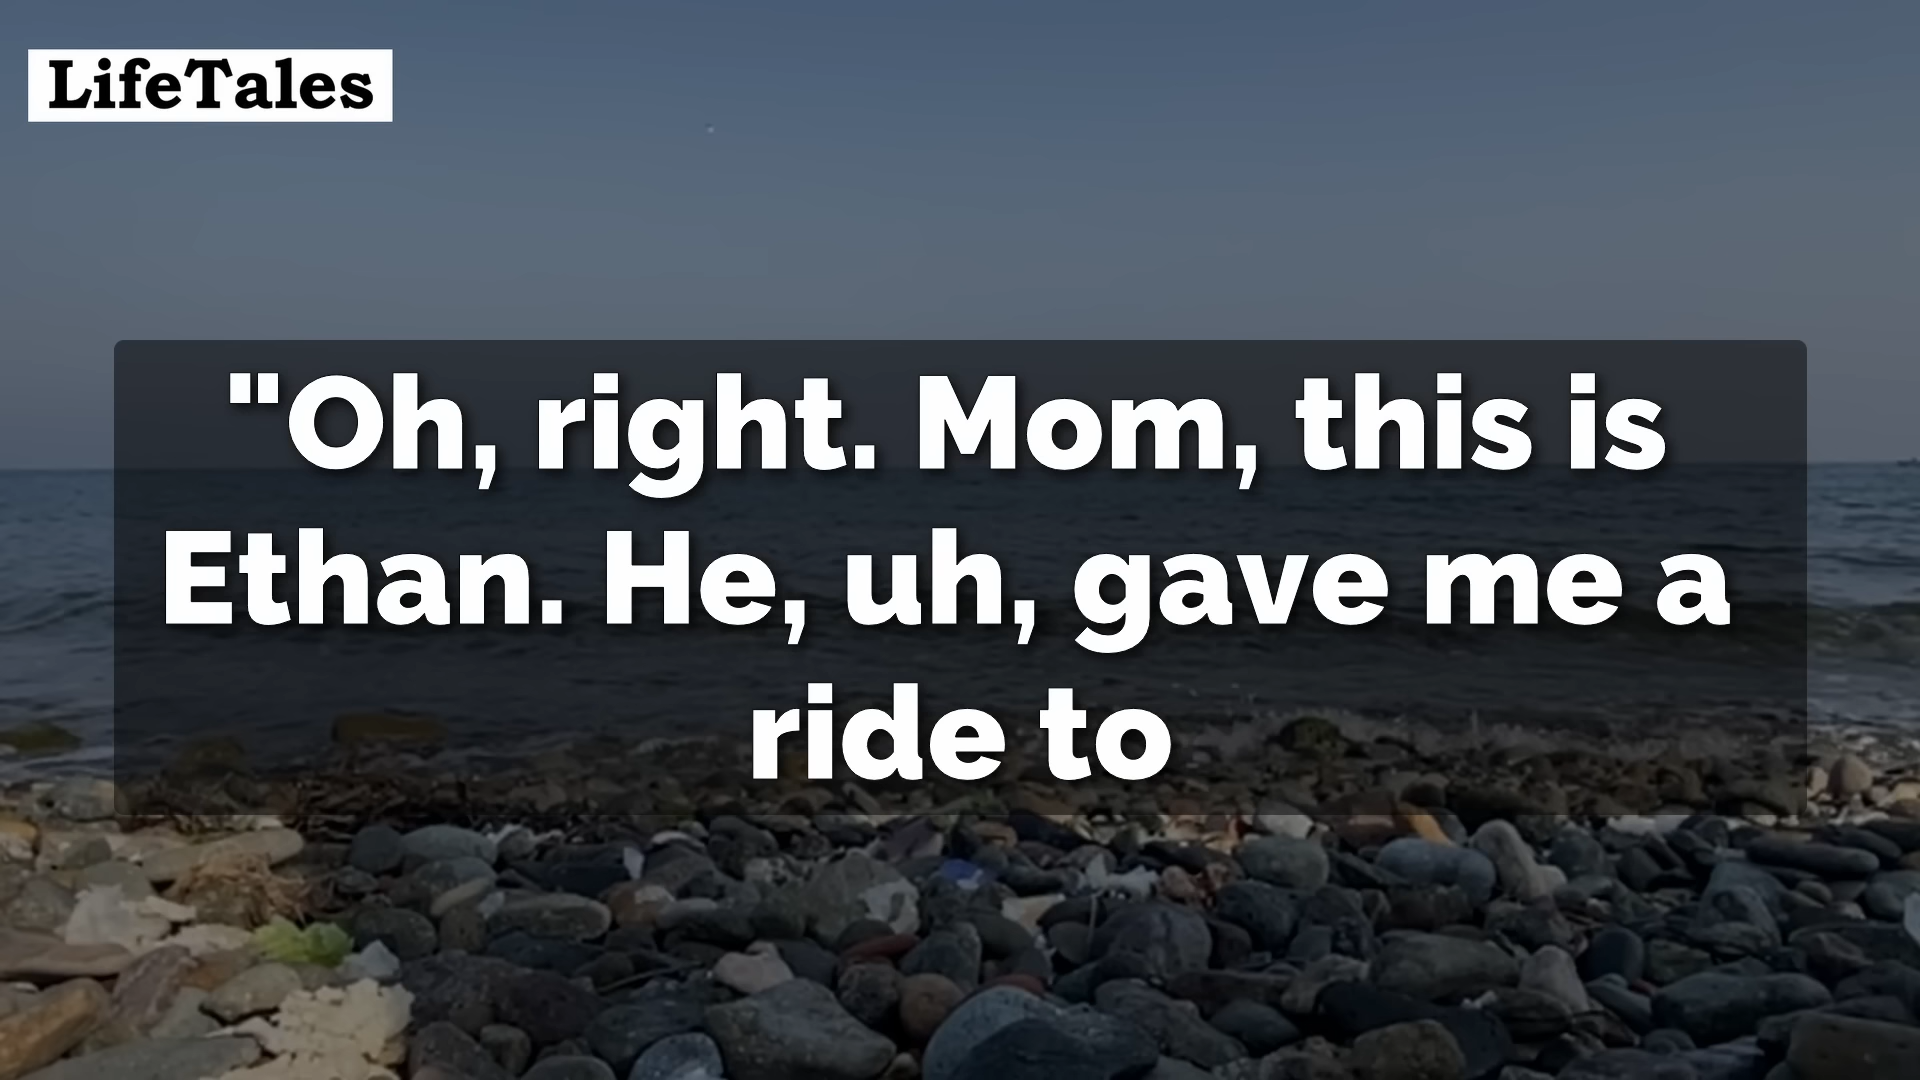 LifeTales
"Oh, right. Mom, this is
Ethan. He, uh, gave me a
ride to